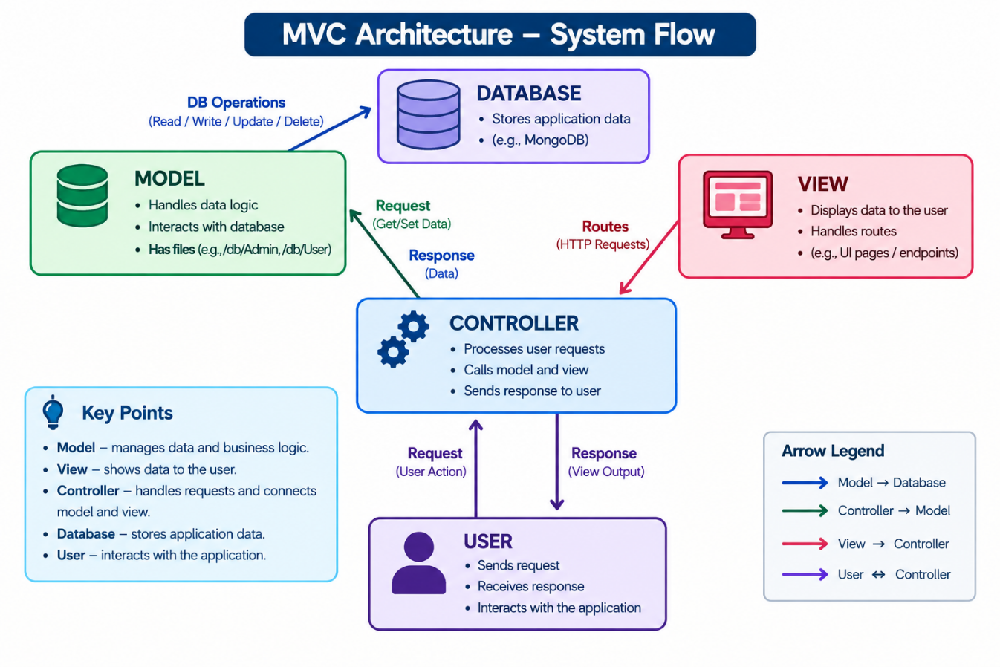 MVC Architecture – System Flow
DB Operations
(Read / Write / Update / Delete)
DATABASE
• Stores application data
• (e.g., MongoDB)
MODEL
• Handles data logic
• Interacts with database
• Has files (e.g.,/db/Admin,/db/User)
Request
(Get/Set Data)
Response
(Data)
Routes
(HTTP Requests)
VIEW
• Displays data to the user
• Handles routes
• (e.g., UI pages / endpoints)
CONTROLLER
• Processes user requests
• Calls model and view
• Sends response to user
Key Points
• Model – manages data and business logic.
• View – shows data to the user.
• Controller – handles requests and connects
model and view.
• Database – stores application data.
• User – interacts with the application.
Request
(User Action)
Response
(View Output)
USER
• Sends request
• Receives response
• Interacts with the application
Arrow Legend
Model → Database
Controller → Model
View → Controller
User ↔ Controller